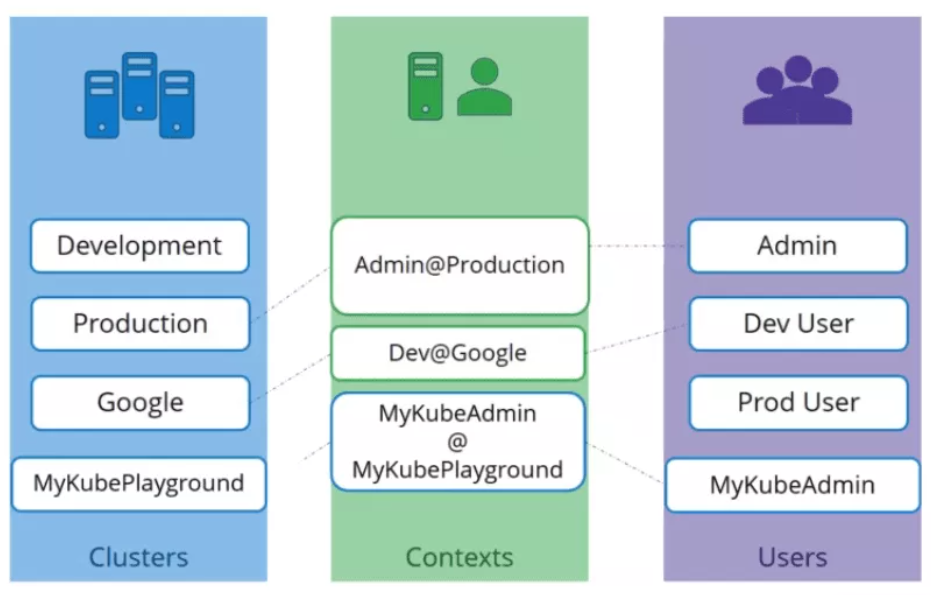 Development
Production
Google
MyKubePlayground
Clusters
Admin@Production
Dev@Google
MyKubeAdmin
@
MyKubePlayground
Contexts
Admin
Dev User
Prod User
MyKubeAdmin
Users